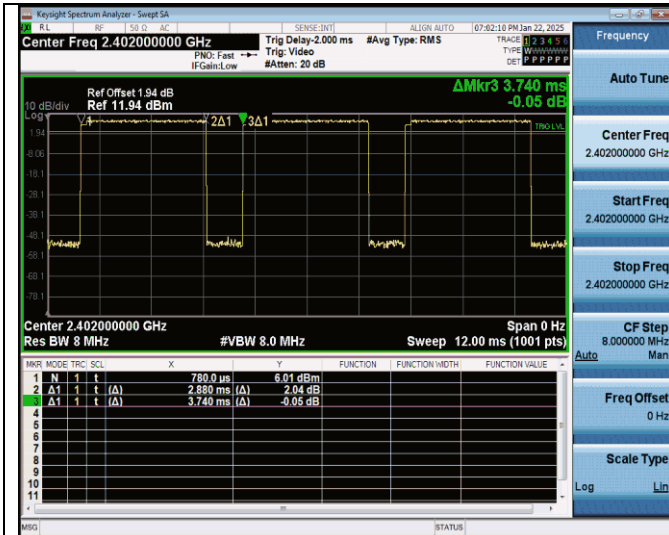 Keysight Spectrum Analyzer - Swept SA
RL RF 50 Ω AC SENSE:INT ALIGN AUTO 07:02:10 PM Jan 22, 2025
Center Freq 2.402000000 GHz
PNO: Fast
IFGain:Low
Trig Delay-2.000 ms
Trig: Video
#Atten: 20 dB
#Avg Type: RMS
TRACE 1 2 3 4 5 6
TYPE
DET P P P P P P
Ref Offset 1.94 dB
10 dB/div Ref 11.94 dBm
ΔMkr3 3.740 ms
-0.05 dB
Log
1 2Δ1 3Δ1
TRIG LVL
1.94
-8.06
-18.1
-28.1
-38.1
-48.1
-58.1
-68.1
-78.1
Center 2.402000000 GHz Span 0 Hz
Res BW 8 MHz #VBW 8.0 MHz Sweep 12.00 ms (1001 pts)
MKR MODE TRC SCL X Y FUNCTION FUNCTION WIDTH FUNCTION VALUE
1 N 1 t 780.0 µs 6.01 dBm
2 Δ1 1 t (Δ) 2.880 ms (Δ) 2.04 dB
3 Δ1 1 t (Δ) 3.740 ms (Δ) -0.05 dB
4
5
6
7
8
9
10
11
MSG STATUS
Frequency
Auto Tune
Center Freq
2.402000000 GHz
Start Freq
2.402000000 GHz
Stop Freq
2.402000000 GHz
CF Step
8.000000 MHz
Auto Man
Freq Offset
0 Hz
Scale Type
Log Lin